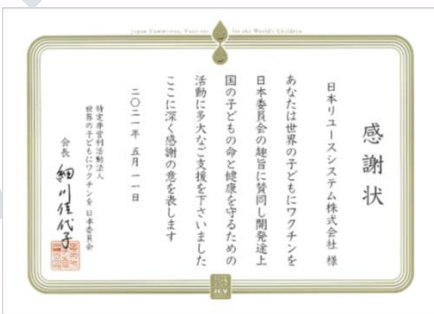 Japan Committee, Vaccines for the World's Children
感謝状
日本リユースシステム株式会社 様
あなたは世界の子どもにワクチンを
日本委員会の趣旨に賛同し開発途上
国の子どもの命と健康を守るための
活動に多大なご支援を下さいました
ここに深く感謝の意を表します
二〇二一年 五月 一一日
特定非営利活動法人
世界の子どもにワクチンを 日本委員会
会長 細川佳代子
JCV